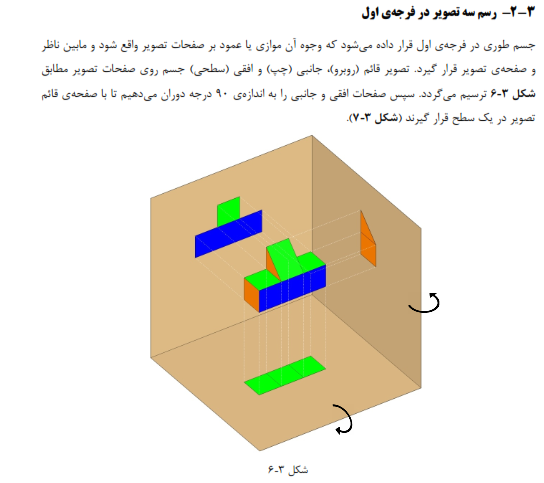 ۳-۲- رسم سه تصویر در فرجه‌ی اول
جسم طوری در فرجه‌ی اول قرار داده می‌شود که وجوه آن موازی یا عمود بر صفحات تصویر واقع شود و مابین ناظر
و صفحه‌ی تصویر قرار گیرد. تصویر قائم (روبرو)، جانبی (چپ) و افقی (سطحی) جسم روی صفحات تصویر مطابق
شکل ۳-۶ ترسیم می‌گردد. سپس صفحات افقی و جانبی را به اندازه‌ی ۹۰ درجه دوران می‌دهیم تا با صفحه‌ی قائم
تصویر در یک سطح قرار گیرند (شکل ۳-۷).
شکل ۳-۶